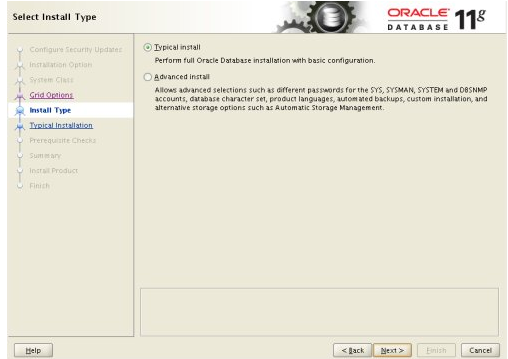 Select Install Type
ORACLE 11g
DATABASE
Configure Security Updates
Installation Option
System Class
Grid Options
Install Type
Typical Installation
Prerequisite Checks
Summary
Install Product
Finish
Typical install
Perform full Oracle Database installation with basic configuration.
Advanced install
Allows advanced selections such as different passwords for the SYS, SYSMAN, SYSTEM and DBSNMP
accounts, database character set, product languages, automated backups, custom installation, and
alternative storage options such as Automatic Storage Management.
Help
< Back
Next >
Finish
Cancel